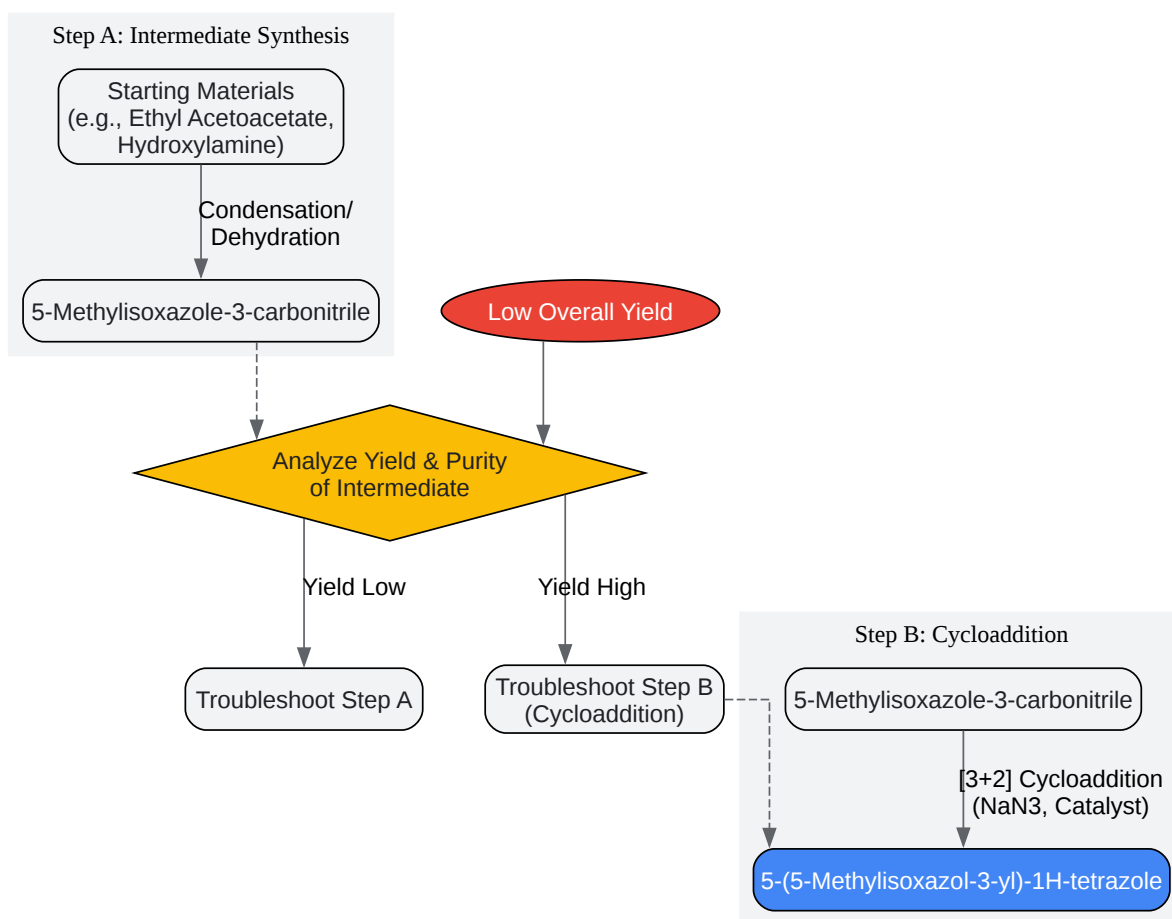 Step A: Intermediate Synthesis
Starting Materials
(e.g., Ethyl Acetoacetate,
Hydroxylamine)
Condensation/
Dehydration
5-Methylisoxazole-3-carbonitrile
Low Overall Yield
Analyze Yield & Purity
of Intermediate
Yield Low
Yield High
Troubleshoot Step A
Troubleshoot Step B
(Cycloaddition)
Step B: Cycloaddition
5-Methylisoxazole-3-carbonitrile
[3+2] Cycloaddition
(NaN3, Catalyst)
5-(5-Methylisoxazol-3-yl)-1H-tetrazole